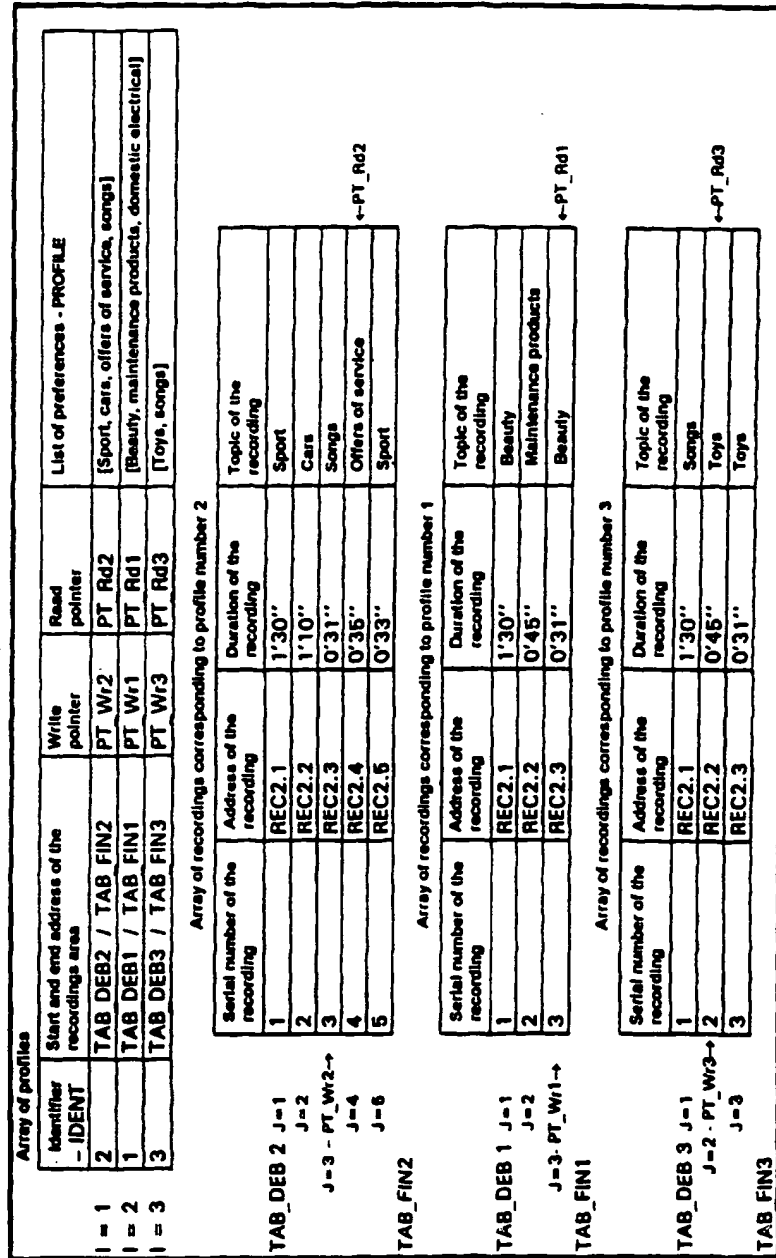 Array of profiles
Identifier – IDENT | Start and end address of the recordings area | Write pointer | Read pointer | List of preferences - PROFILE
I = 1 | 2 | TAB DEB2 / TAB FIN2 | PT Wr2 | PT Rd2 | [Sport, cars, offers of service, songs]
I = 2 | 1 | TAB DEB1 / TAB FIN1 | PT Wr1 | PT Rd1 | [Beauty, maintenance products, domestic electrical]
I = 3 | 3 | TAB DEB3 / TAB FIN3 | PT Wr3 | PT Rd3 | [Toys, songs]
Array of recordings corresponding to profile number 2
Serial number of the recording | Address of the recording | Duration of the recording | Topic of the recording
TAB_DEB 2 J=1 | 1 | REC2.1 | 1'30'' | Sport
J=2 | 2 | REC2.2 | 1'10'' | Cars
J=3 - PT_Wr2→ | 3 | REC2.3 | 0'31'' | Songs
J=4 | 4 | REC2.4 | 0'35'' | Offers of service | ←PT_Rd2
J=5 | 5 | REC2.5 | 0'33'' | Sport
TAB_FIN2
Array of recordings corresponding to profile number 1
Serial number of the recording | Address of the recording | Duration of the recording | Topic of the recording
TAB_DEB 1 J=1 | 1 | REC2.1 | 1'30'' | Beauty
J=2 | 2 | REC2.2 | 0'45'' | Maintenance products
J=3- PT_Wr1→ | 3 | REC2.3 | 0'31'' | Beauty | ←PT_Rd1
TAB_FIN1
Array of recordings corresponding to profile number 3
Serial number of the recording | Address of the recording | Duration of the recording | Topic of the recording
TAB_DEB 3 J=1 | 1 | REC2.1 | 1'30'' | Songs
J=2 - PT_Wr3→ | 2 | REC2.2 | 0'45'' | Toys | ←PT_Rd3
J=3 | 3 | REC2.3 | 0'31'' | Toys
TAB_FIN3